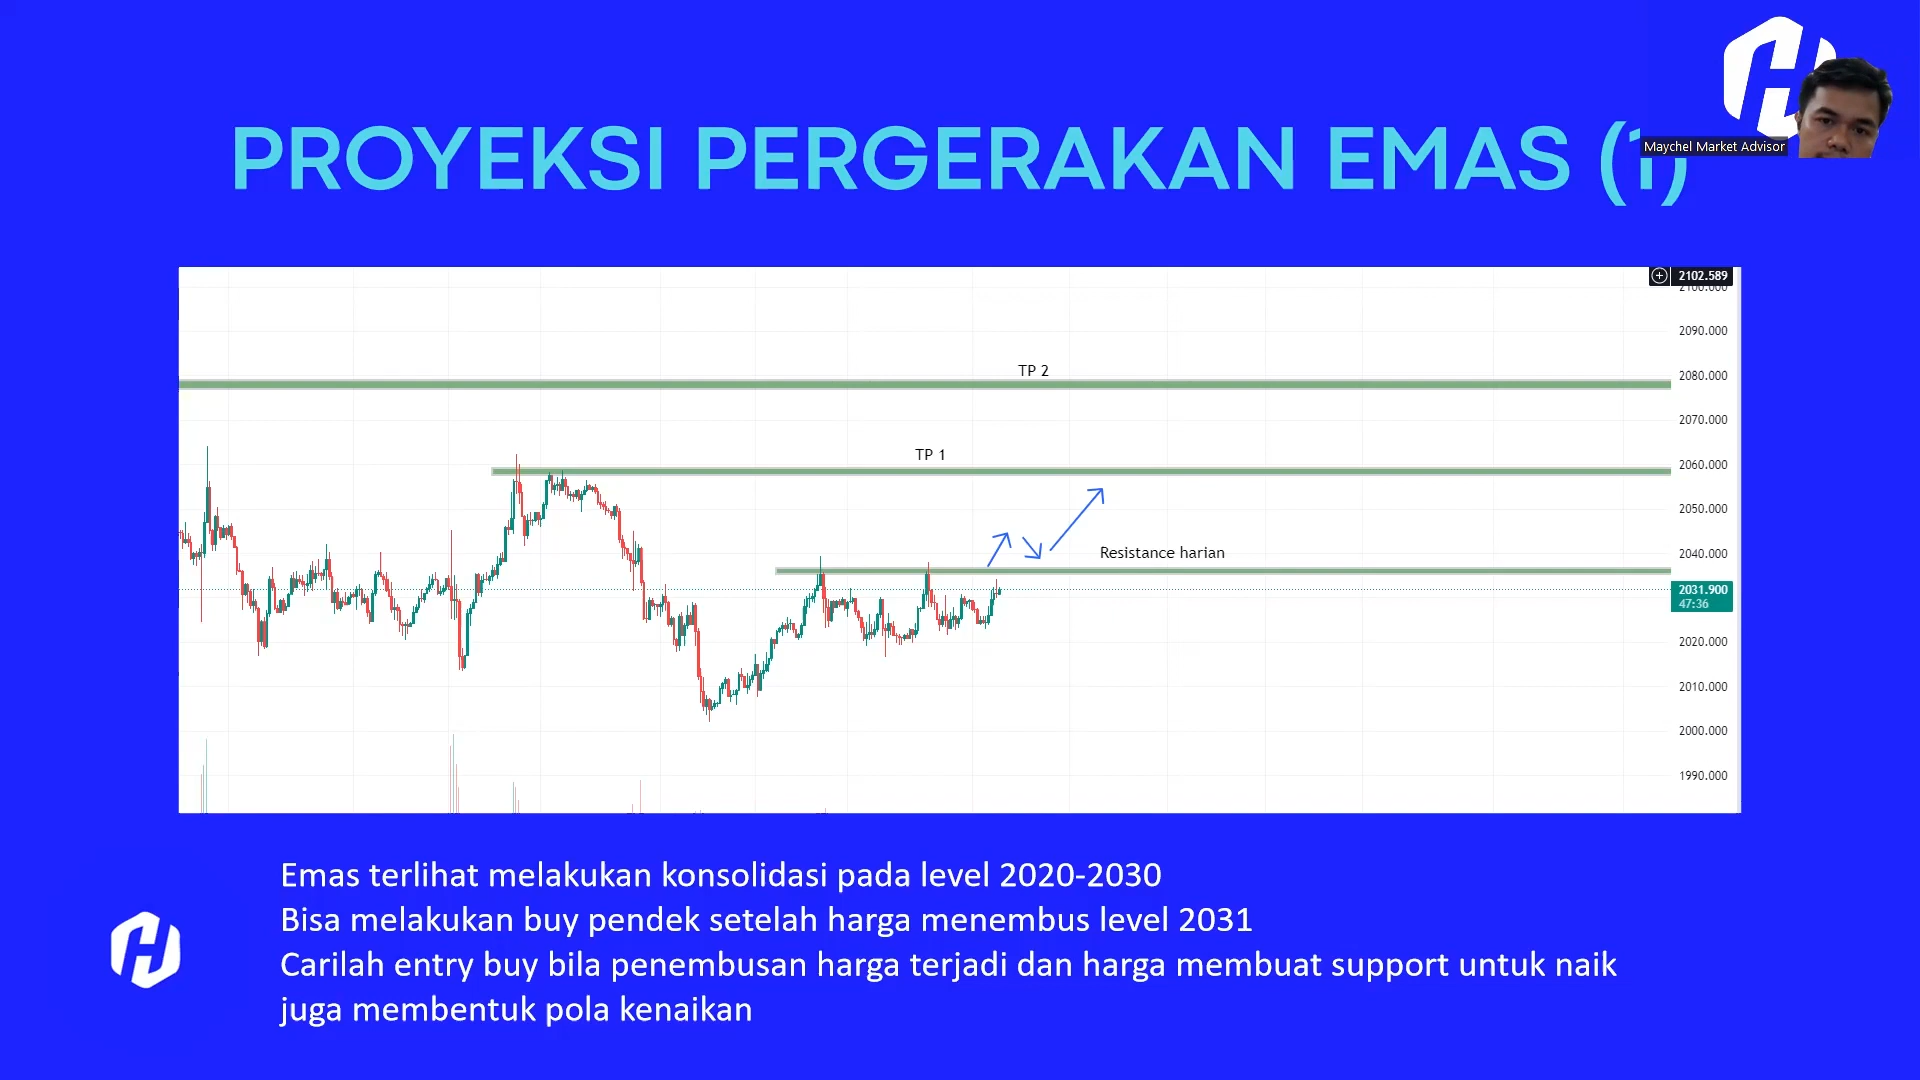 PROYEKSI PERGERAKAN EMAS (1)
Maychel Market Advisor
2102.589
2100.000
2090.000
TP 2
2080.000
2070.000
TP 1
2060.000
2050.000
Resistance harian
2040.000
2031.900
47:36
2020.000
2010.000
2000.000
1990.000
Emas terlihat melakukan konsolidasi pada level 2020-2030
Bisa melakukan buy pendek setelah harga menembus level 2031
Carilah entry buy bila penembusan harga terjadi dan harga membuat support untuk naik
juga membentuk pola kenaikan